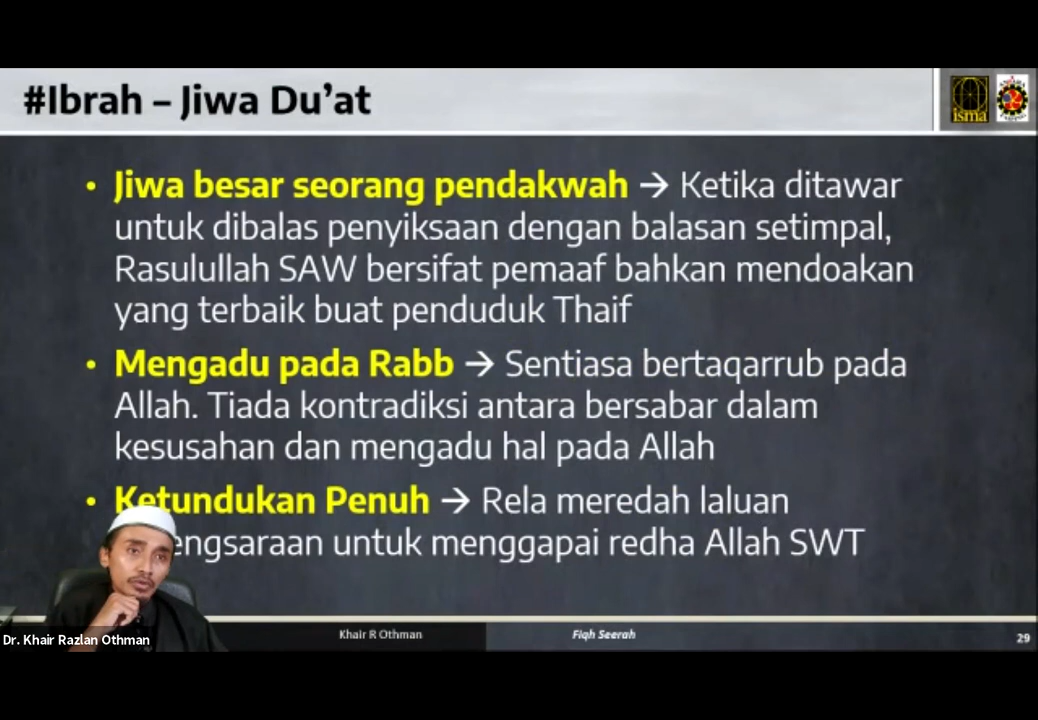 #Ibrah – Jiwa Du’at
isma
• Jiwa besar seorang pendakwah → Ketika ditawar
untuk dibalas penyiksaan dengan balasan setimpal,
Rasulullah SAW bersifat pemaaf bahkan mendoakan
yang terbaik buat penduduk Thaif
• Mengadu pada Rabb → Sentiasa bertaqarrub pada
Allah. Tiada kontradiksi antara bersabar dalam
kesusahan dan mengadu hal pada Allah
• Ketundukan Penuh → Rela meredah laluan
engsaraan untuk menggapai redha Allah SWT
Dr. Khair Razlan Othman
Khair R Othman
Fiqh Seerah
29